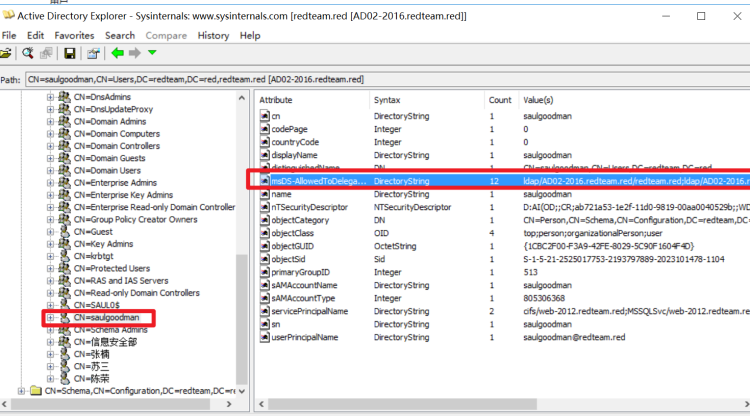 Active Directory Explorer - Sysinternals: www.sysinternals.com [redteam.red [AD02-2016.redteam.red]]
File Edit Favorites Search Compare History Help
Path: CN=saulgoodman,CN=Users,DC=redteam,DC=red,redteam.red [AD02-2016.redteam.red]
CN=DnsAdmins
CN=DnsUpdateProxy
CN=Domain Admins
CN=Domain Computers
CN=Domain Controllers
CN=Domain Guests
CN=Domain Users
CN=Enterprise Admins
CN=Enterprise Key Admins
CN=Enterprise Read-only Domain Controller
CN=Group Policy Creator Owners
CN=Guest
CN=Key Admins
CN=krbtgt
CN=Protected Users
CN=RAS and IAS Servers
CN=Read-only Domain Controllers
CN=SAUL0$
CN=saulgoodman
CN=Schema Admins
CN=信息安全部
CN=张楠
CN=苏三
CN=陈荣
CN=Schema,CN=Configuration,DC=redteam,DC=re
Attribute Syntax Count Value(s)
cn DirectoryString 1 saulgoodman
codePage Integer 1 0
countryCode Integer 1 0
displayName DirectoryString 1 saulgoodman
distinguishedName DN 1 CN=saulgoodman,CN=Users,DC=redteam,DC=red
msDS-AllowedToDelega... DirectoryString 12 ldap/AD02-2016.redteam.red/redteam.red;ldap/AD02-2016.r
name DirectoryString 1 saulgoodman
nTSecurityDescriptor NTSecurityDescriptor 1 D:AI(OD;;CR;ab721a53-1e2f-11d0-9819-00aa0040529b;;WD
objectCategory DN 1 CN=Person,CN=Schema,CN=Configuration,DC=redteam,DC=
objectClass OID 4 top;person;organizationalPerson;user
objectGUID OctetString 1 {1CBC2F00-F3A9-42FE-8029-5C90F1604F4D}
objectSid Sid 1 S-1-5-21-2525017753-2193797889-2023101478-1104
primaryGroupID Integer 1 513
sAMAccountName DirectoryString 1 saulgoodman
sAMAccountType Integer 1 805306368
servicePrincipalName DirectoryString 2 cifs/web-2012.redteam.red;MSSQLSvc/web-2012.redteam.re
sn DirectoryString 1 saulgoodman
userPrincipalName DirectoryString 1 saulgoodman@redteam.red